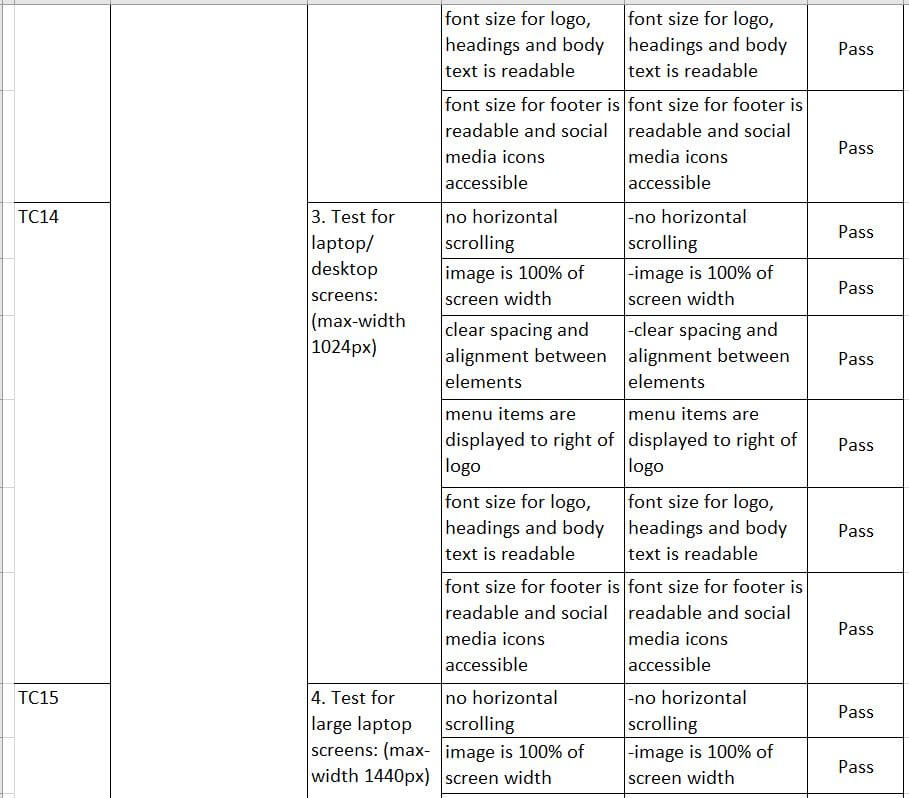 font size for logo,
headings and body
text is readable
font size for logo,
headings and body
text is readable
Pass
font size for footer is
readable and social
media icons
accessible
font size for footer is
readable and social
media icons
accessible
Pass
TC14
3. Test for
laptop/
desktop
screens:
(max-width
1024px)
no horizontal
scrolling
-no horizontal
scrolling
Pass
image is 100% of
screen width
-image is 100% of
screen width
Pass
clear spacing and
alignment between
elements
-clear spacing and
alignment between
elements
Pass
menu items are
displayed to right of
logo
menu items are
displayed to right of
logo
Pass
font size for logo,
headings and body
text is readable
font size for logo,
headings and body
text is readable
Pass
font size for footer is
readable and social
media icons
accessible
font size for footer is
readable and social
media icons
accessible
Pass
TC15
4. Test for
large laptop
screens: (max-
width 1440px)
no horizontal
scrolling
-no horizontal
scrolling
Pass
image is 100% of
screen width
-image is 100% of
screen width
Pass